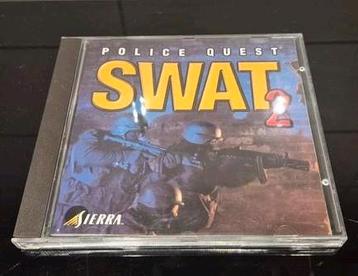 POLICE QUEST
SWAT
2
SIERRA